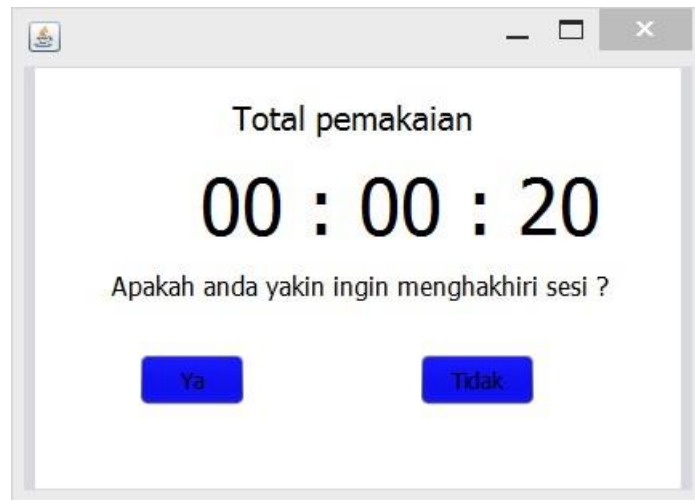 Total pemakaian
00 : 00 : 20
Apakah anda yakin ingin menghakhiri sesi ?
Ya
Tidak